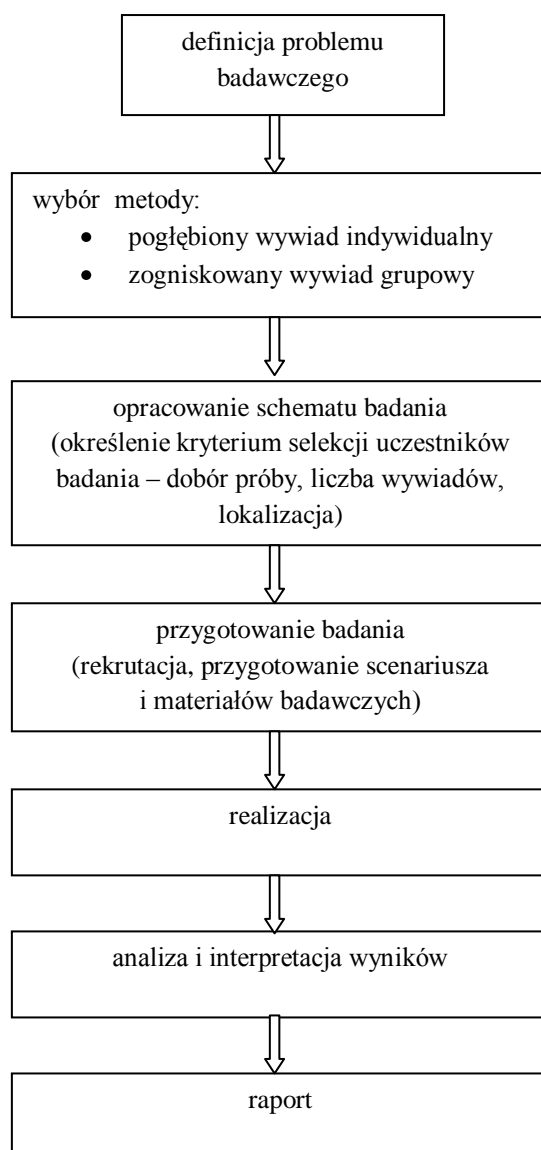 definicja problemu
badawczego
wybór metody:
• pogłębiony wywiad indywidualny
• zogniskowany wywiad grupowy
opracowanie schematu badania
(określenie kryterium selekcji uczestników
badania – dobór próby, liczba wywiadów,
lokalizacja)
przygotowanie badania
(rekrutacja, przygotowanie scenariusza
i materiałów badawczych)
realizacja
analiza i interpretacja wyników
raport